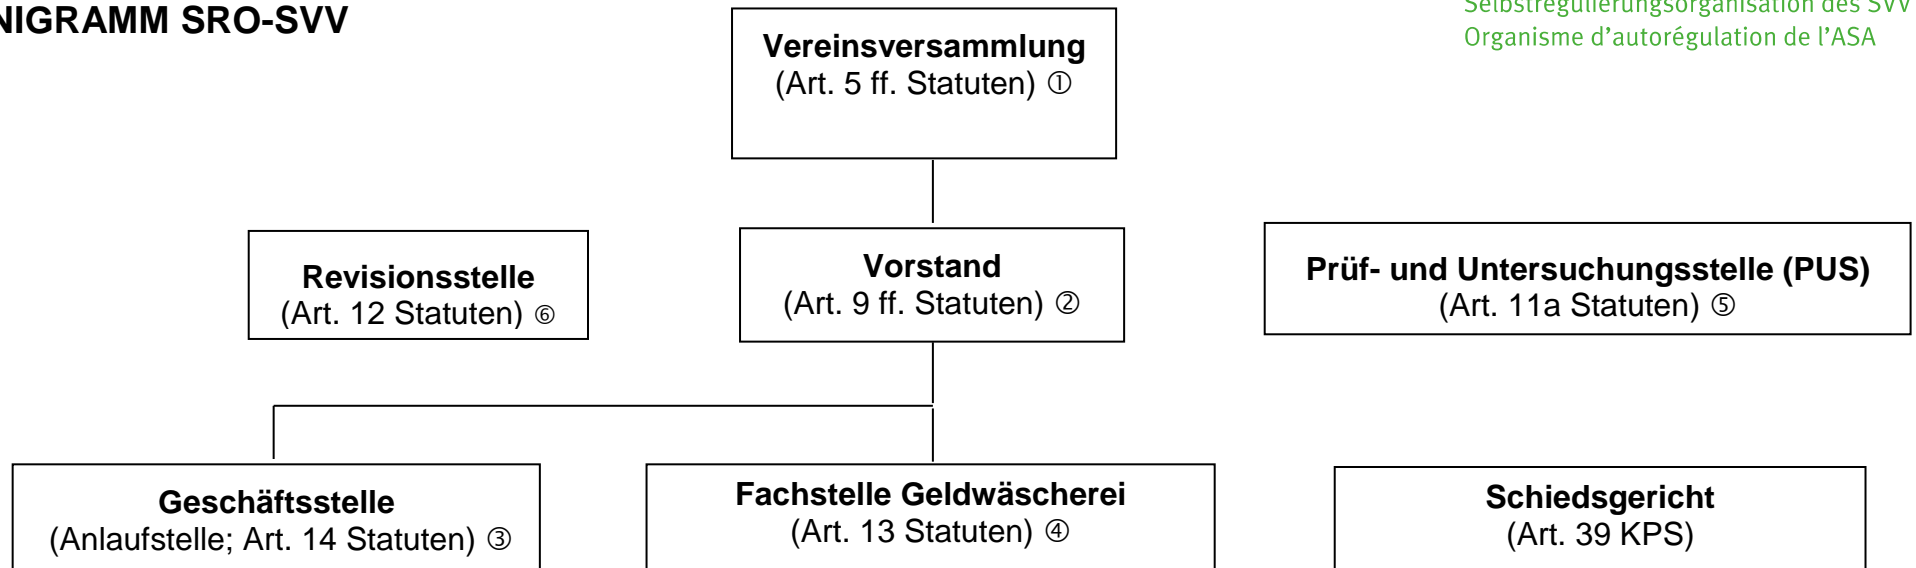 NIGRAMM SRO-SVV
Selbstregulierungsorganisation des SVV
Organisme d'autorégulation de l'ASA
Vereinsversammlung
(Art. 5 ff. Statuten) ①
Revisionsstelle
(Art. 12 Statuten) ⑥
Vorstand
(Art. 9 ff. Statuten) ②
Prüf- und Untersuchungsstelle (PUS)
(Art. 11a Statuten) ⑤
Geschäftsstelle
(Anlaufstelle; Art. 14 Statuten) ③
Fachstelle Geldwäscherei
(Art. 13 Statuten) ④
Schiedsgericht
(Art. 39 KPS)